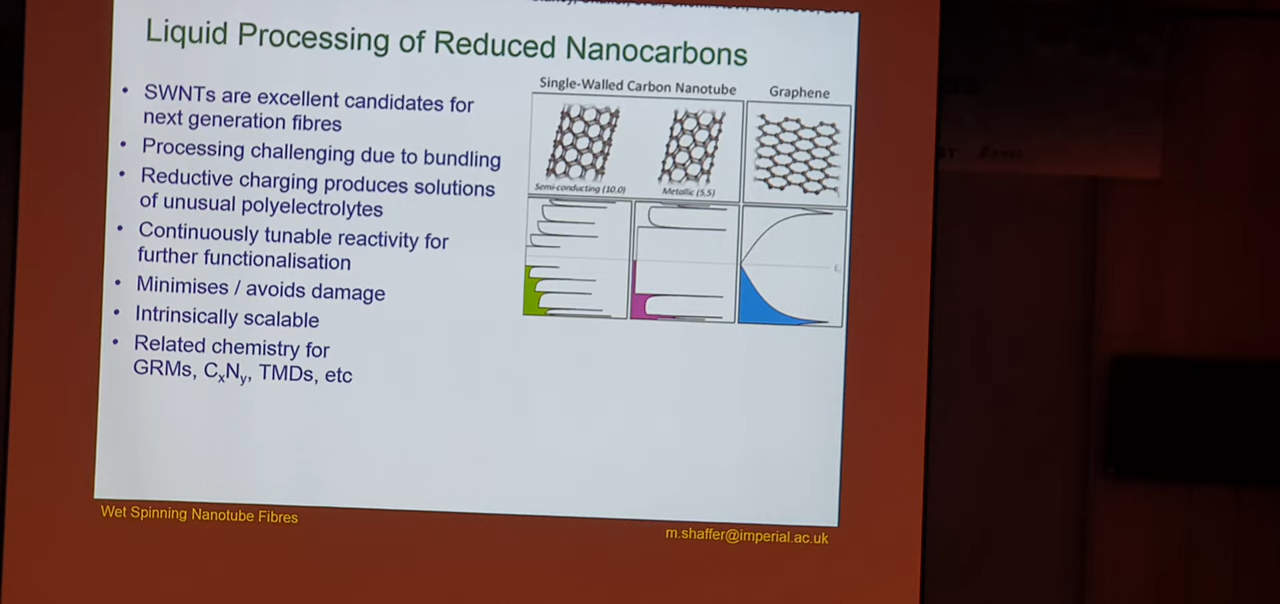 Liquid Processing of Reduced Nanocarbons
• SWNTs are excellent candidates for
next generation fibres
• Processing challenging due to bundling
• Reductive charging produces solutions
of unusual polyelectrolytes
• Continuously tunable reactivity for
further functionalisation
• Minimises / avoids damage
• Intrinsically scalable
• Related chemistry for
GRMs, CxNy, TMDs, etc
Single-Walled Carbon Nanotube
Graphene
Semi-conducting (10,0)
Metallic (5,5)
Wet Spinning Nanotube Fibres
m.shaffer@imperial.ac.uk